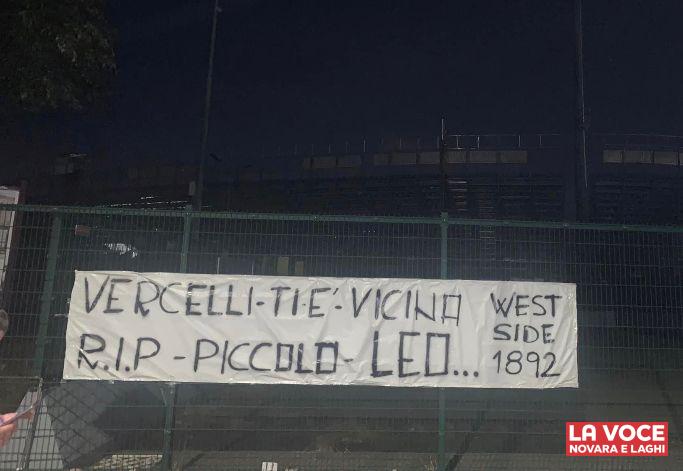 VERCELLI-TI-E'-VICINA
R.I.P-PICCOLO-LEO...
WEST
SIDE
1892
LA VOCE
NOVARA E LAGHI